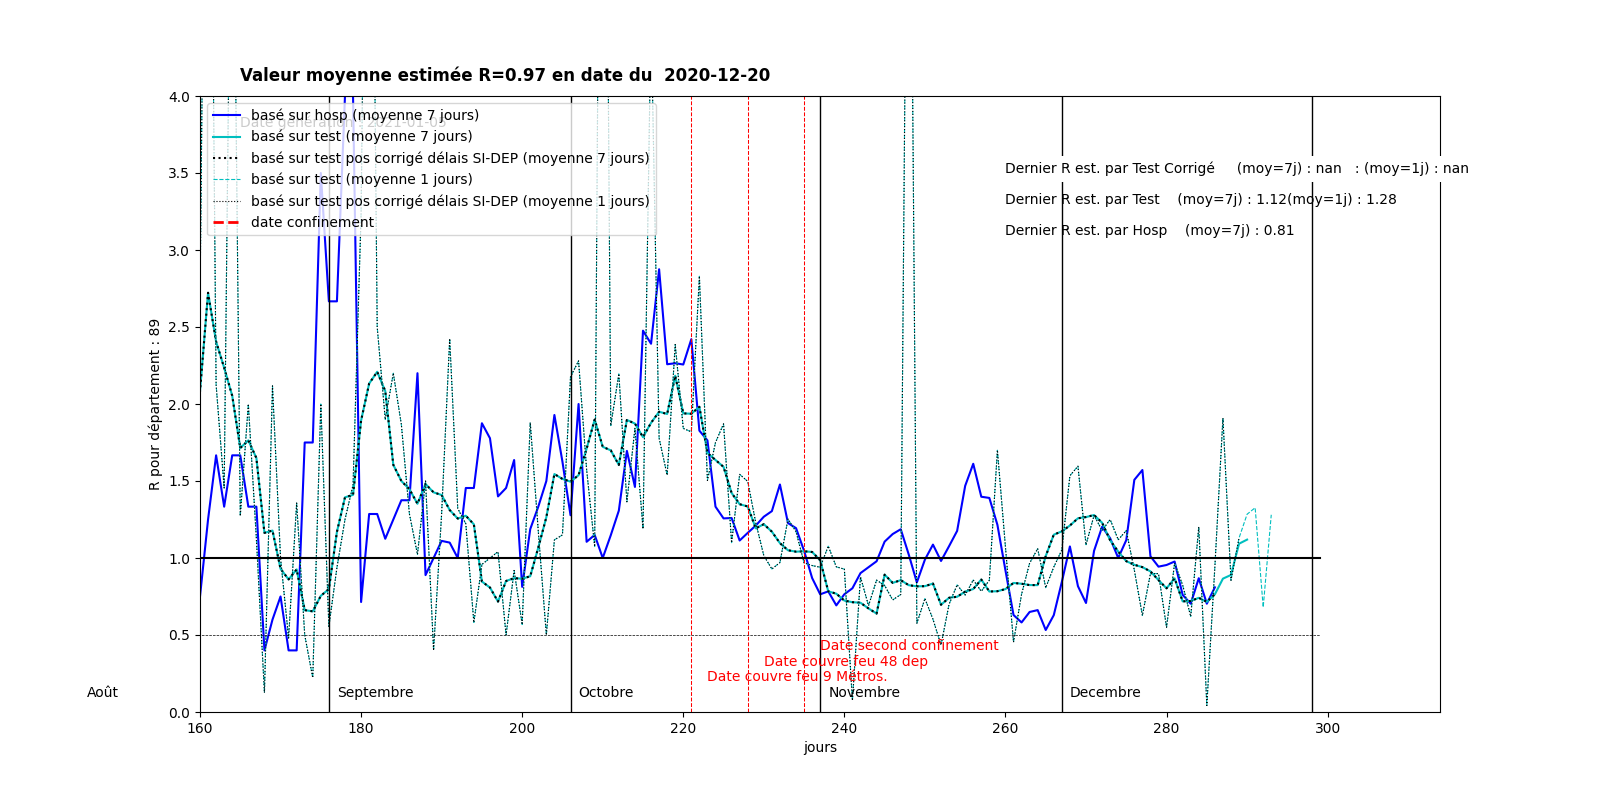 Valeur moyenne estimée R=0.97 en date du  2020-12-20
4.0
3.5
3.0
2.5
2.0
1.5
1.0
0.5
0.0
R pour département : 89
Date génération : 2021-01-05
basé sur hosp (moyenne 7 jours)
basé sur test (moyenne 7 jours)
basé sur test pos corrigé délais SI-DEP (moyenne 7 jours)
basé sur test (moyenne 1 jours)
basé sur test pos corrigé délais SI-DEP (moyenne 1 jours)
date confinement
Dernier R est. par Test Corrigé     (moy=7j) : nan   : (moy=1j) : nan
Dernier R est. par Test    (moy=7j) : 1.12(moy=1j) : 1.28
Dernier R est. par Hosp    (moy=7j) : 0.81
Date second confinement
Date couvre feu 48 dep
Date couvre feu 9 Métros.
Août
Septembre
Octobre
Novembre
Decembre
160 180 200 220 240 260 280 300
jours